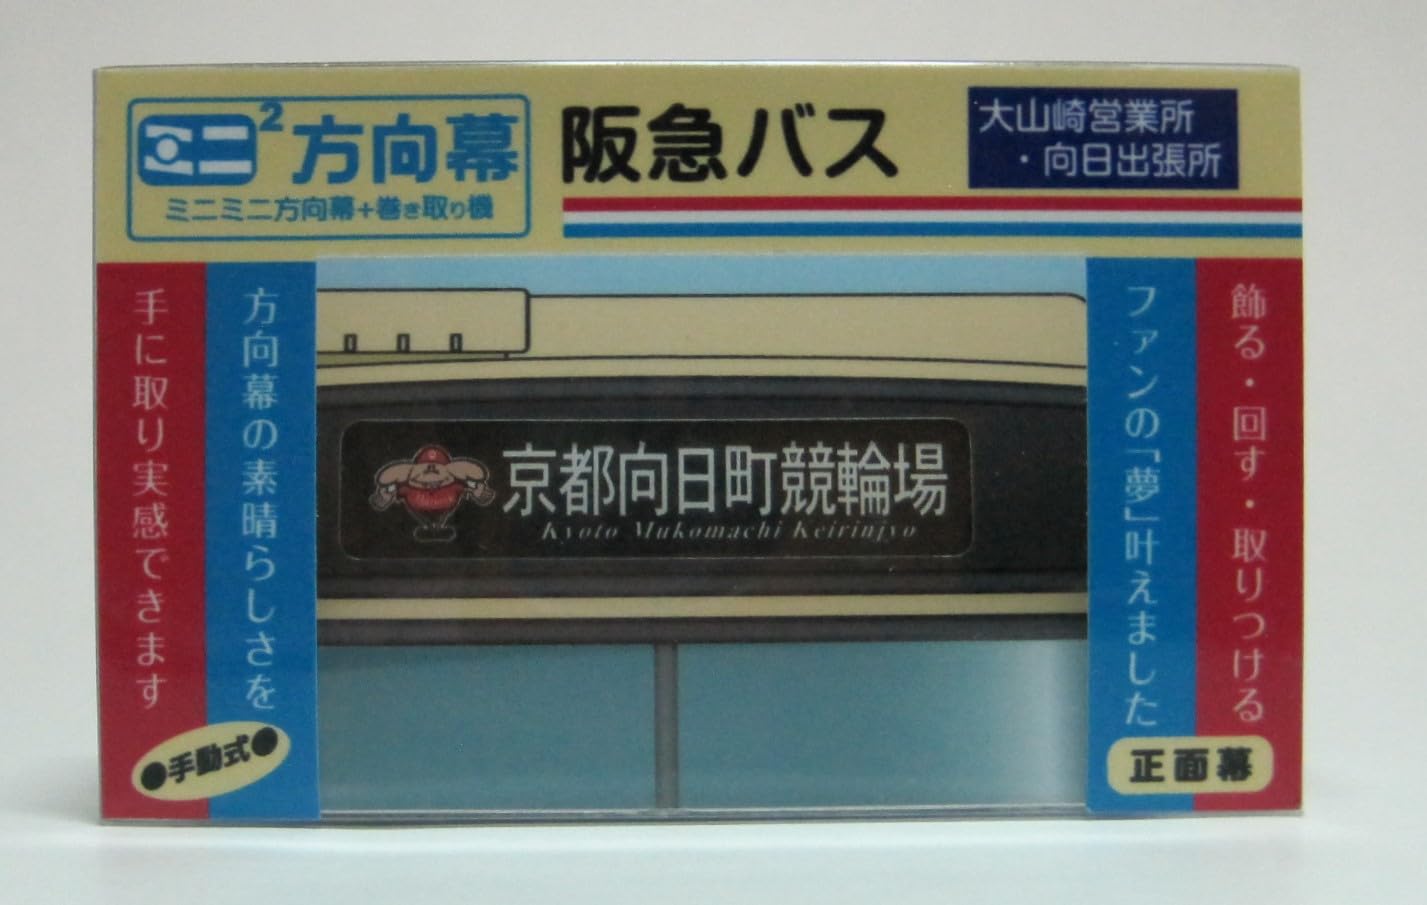 ミニ² 方向幕
ミニミニ方向幕+巻き取り機
阪急バス
大山崎営業所
・向日出張所
飾る・回す・取りつける
ファンの「夢」叶えました
正面幕
京都向日町競輪場
Kyoto Mukomachi Keirinjyo
方向幕の素晴らしさを
手に取り実感できます
●手動式●